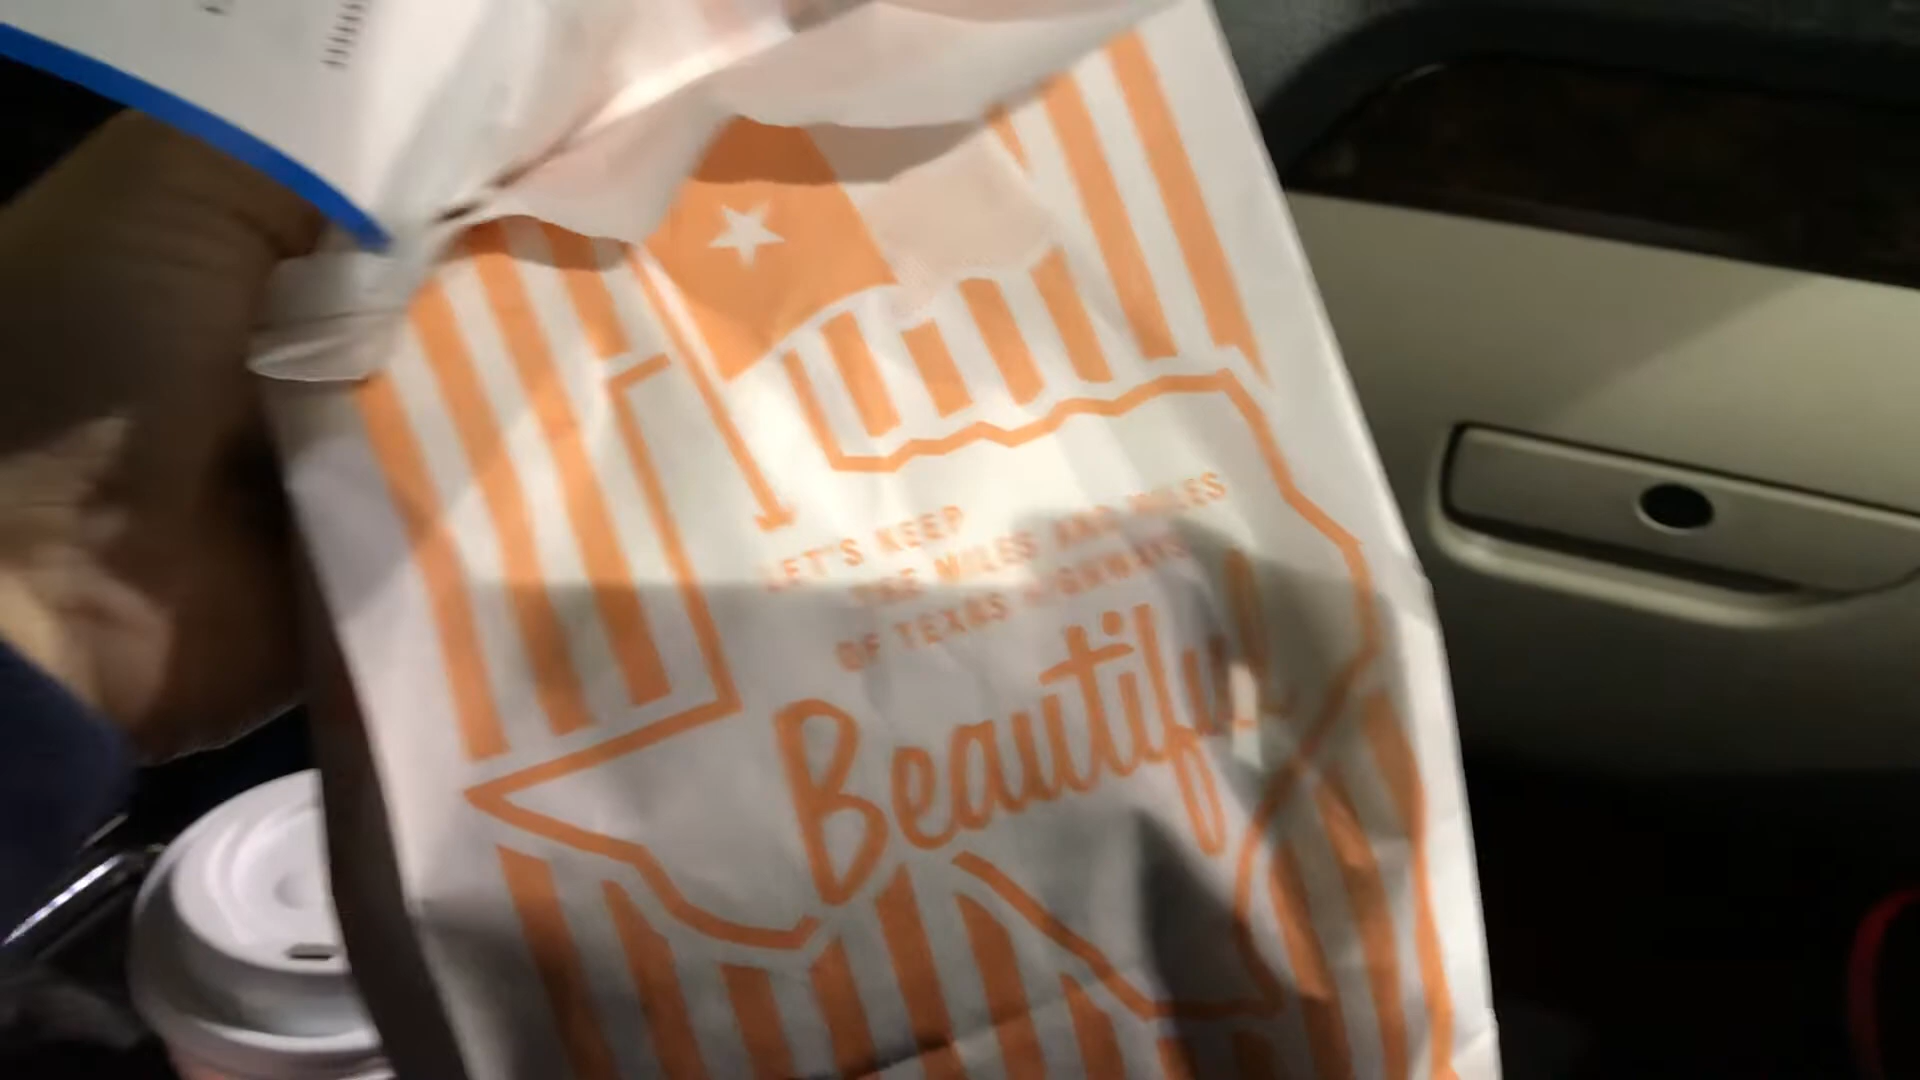 LET'S KEEP
THE MILES AND MILES
OF TEXAS HIGHWAYS
Beautiful